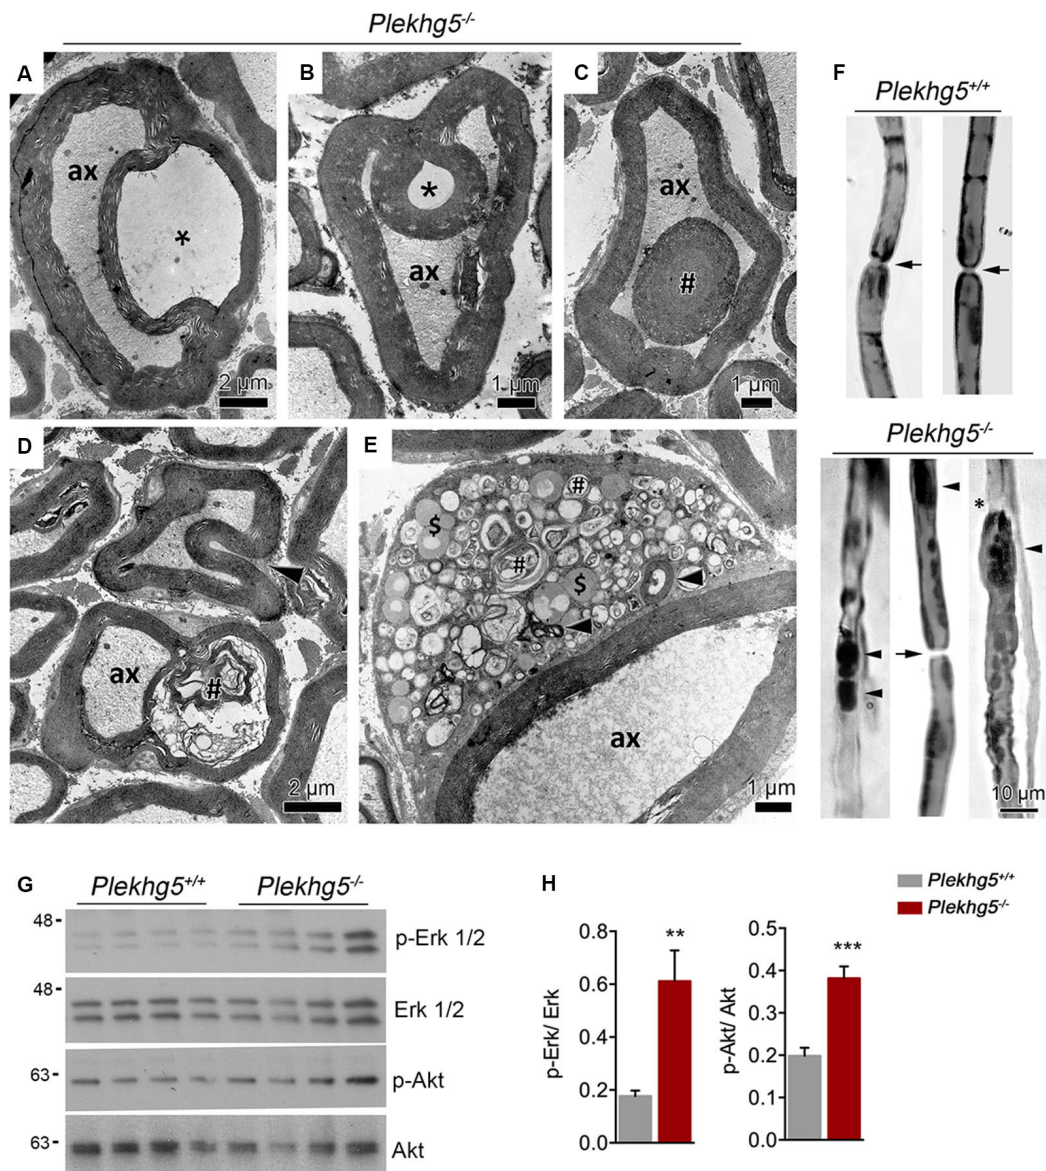 Plekhg5-/-
A
B
C
F
Plekhg5+/+
ax
*
2 µm
*
ax
1 µm
ax
#
1 µm
D
E
Plekhg5-/-
ax
#
2 µm
$
#
#
$
ax
1 µm
*
10 µm
G
Plekhg5+/+
Plekhg5-/-
48
p-Erk 1/2
48
Erk 1/2
63
p-Akt
63
Akt
H
Plekhg5+/+
Plekhg5-/-
p-Erk/ Erk
0.8
0.6
0.4
0.2
0.0
**
p-Akt/ Akt
0.5
0.4
0.3
0.2
0.1
0.0
***